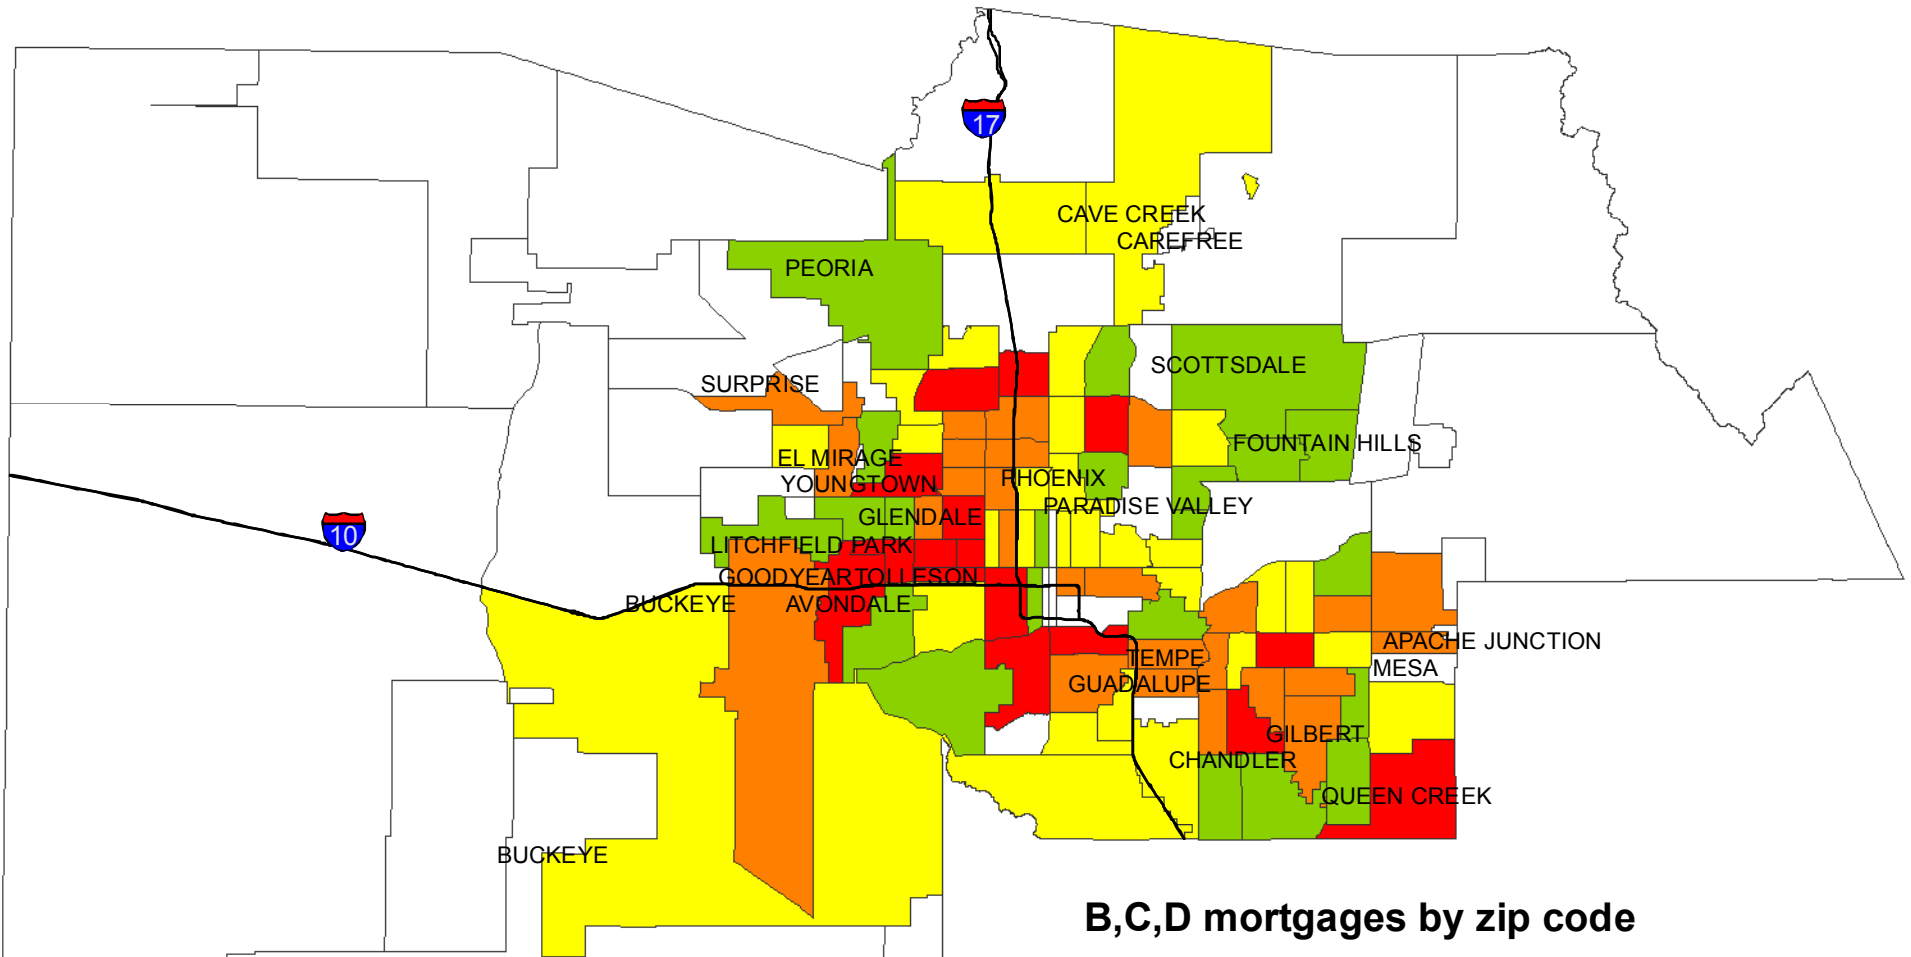 17
CAVE CREEK
CAREFREE
PEORIA
SCOTTSDALE
SURPRISE
FOUNTAIN HILLS
EL MIRAGE
PHOENIX
YOUNGTOWN
PARADISE VALLEY
GLENDALE
10
LITCHFIELD PARK
GOODYEAR TOLLESON
BUCKEYE
AVONDALE
APACHE JUNCTION
TEMPE
MESA
GUADALUPE
GILBERT
CHANDLER
QUEEN CREEK
BUCKEYE
B,C,D mortgages by zip code